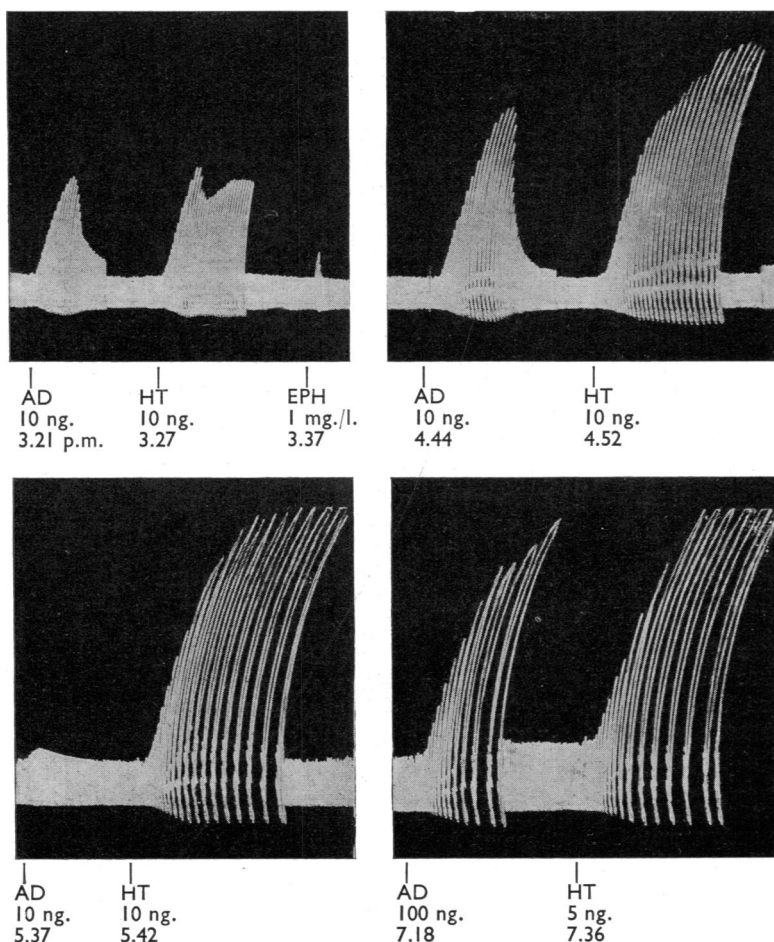 AD HT EPH
10 ng. 10 ng. 1 mg./l.
3.21 p.m. 3.27 3.37
AD HT
10 ng. 10 ng.
4.44 4.52
AD HT
10 ng. 10 ng.
5.37 5.42
AD HT
100 ng. 5 ng.
7.18 7.36